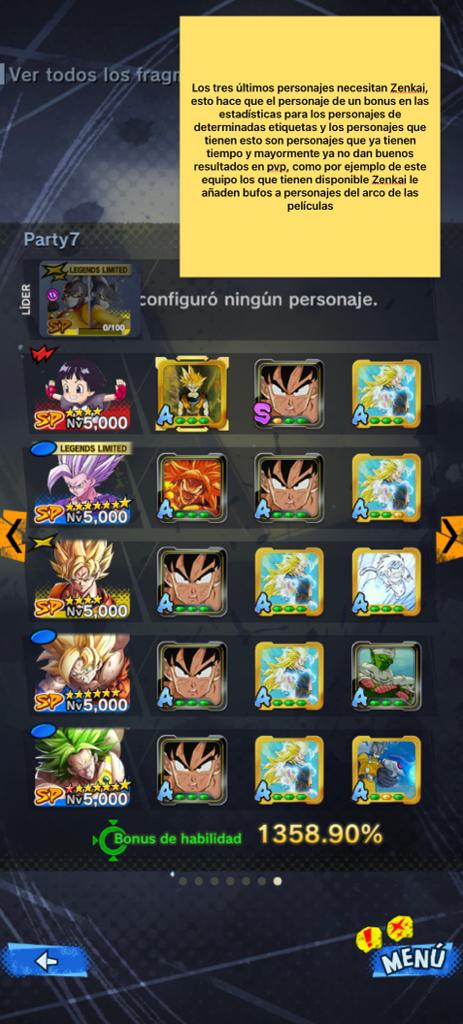 Ver todos los fragm
Los tres últimos personajes necesitan Zenkai,
esto hace que el personaje de un bonus en las
estadísticas para los personajes de
determinadas etiquetas y los personajes que
tienen esto son personajes que ya tienen
tiempo y mayormente ya no dan buenos
resultados en pvp, como por ejemplo de este
equipo los que tienen disponible Zenkai le
añaden bufos a personajes del arco de las
películas
Party7
LÍDER
LEGENDS LIMITED
SP 0/100
configuró ningún personaje.
SP Nv5,000 A S A
LEGENDS LIMITED
SP Nv5,000 A A A
SP Nv5,000 A A A
SP Nv5,000 A A A
SP Nv5,000 A A A
Bonus de habilidad 1358.90%
MENÚ